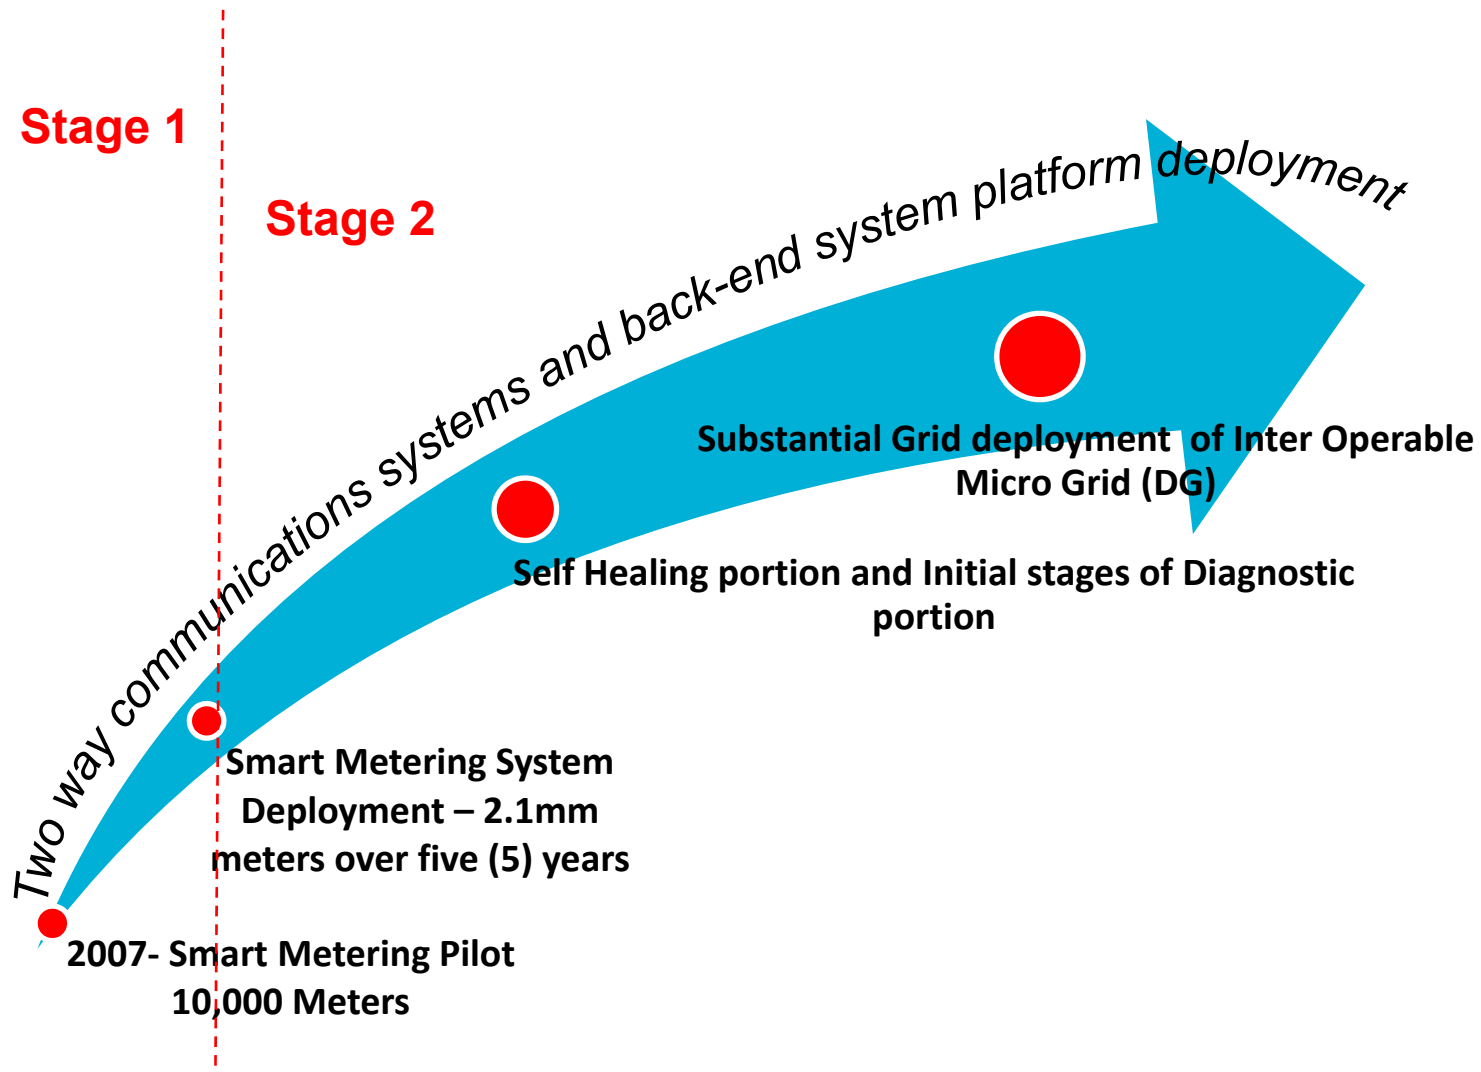 Stage 1
Stage 2
Two way communications systems and back-end system platform deployment
Substantial Grid deployment  of Inter Operable
Micro Grid (DG)
Self Healing portion and Initial stages of Diagnostic
portion
Smart Metering System
Deployment – 2.1mm
meters over five (5) years
2007- Smart Metering Pilot
10,000 Meters